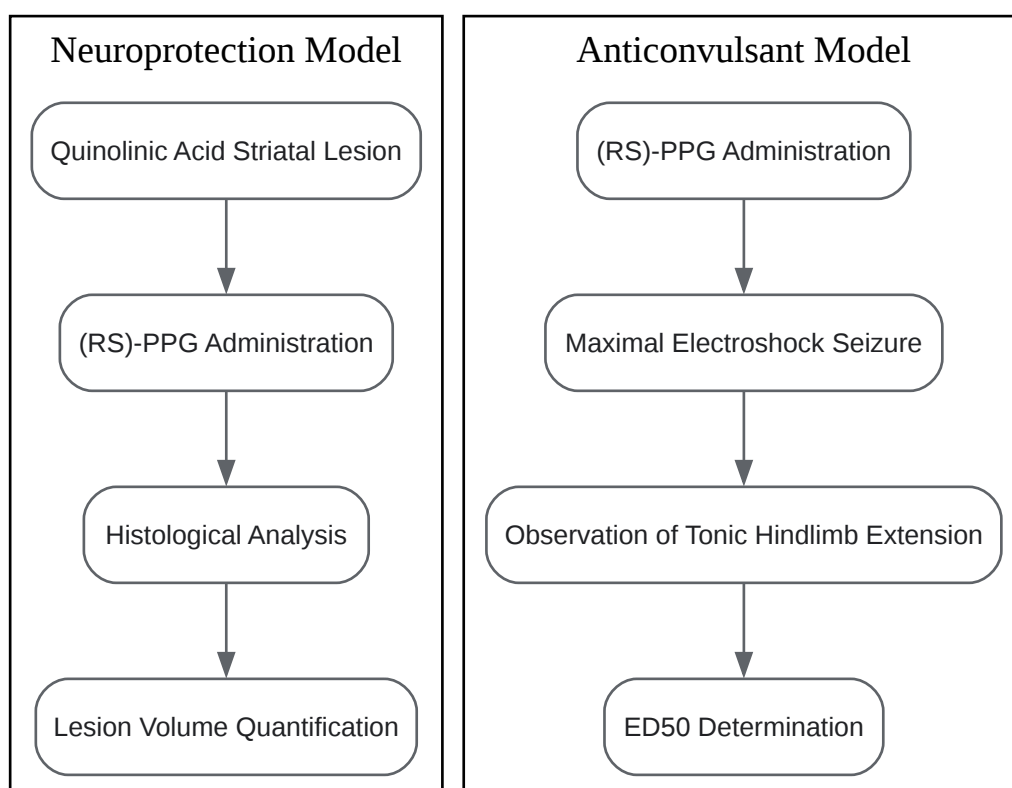 Neuroprotection Model
Quinolinic Acid Striatal Lesion
(RS)-PPG Administration
Histological Analysis
Lesion Volume Quantification
Anticonvulsant Model
(RS)-PPG Administration
Maximal Electroshock Seizure
Observation of Tonic Hindlimb Extension
ED50 Determination